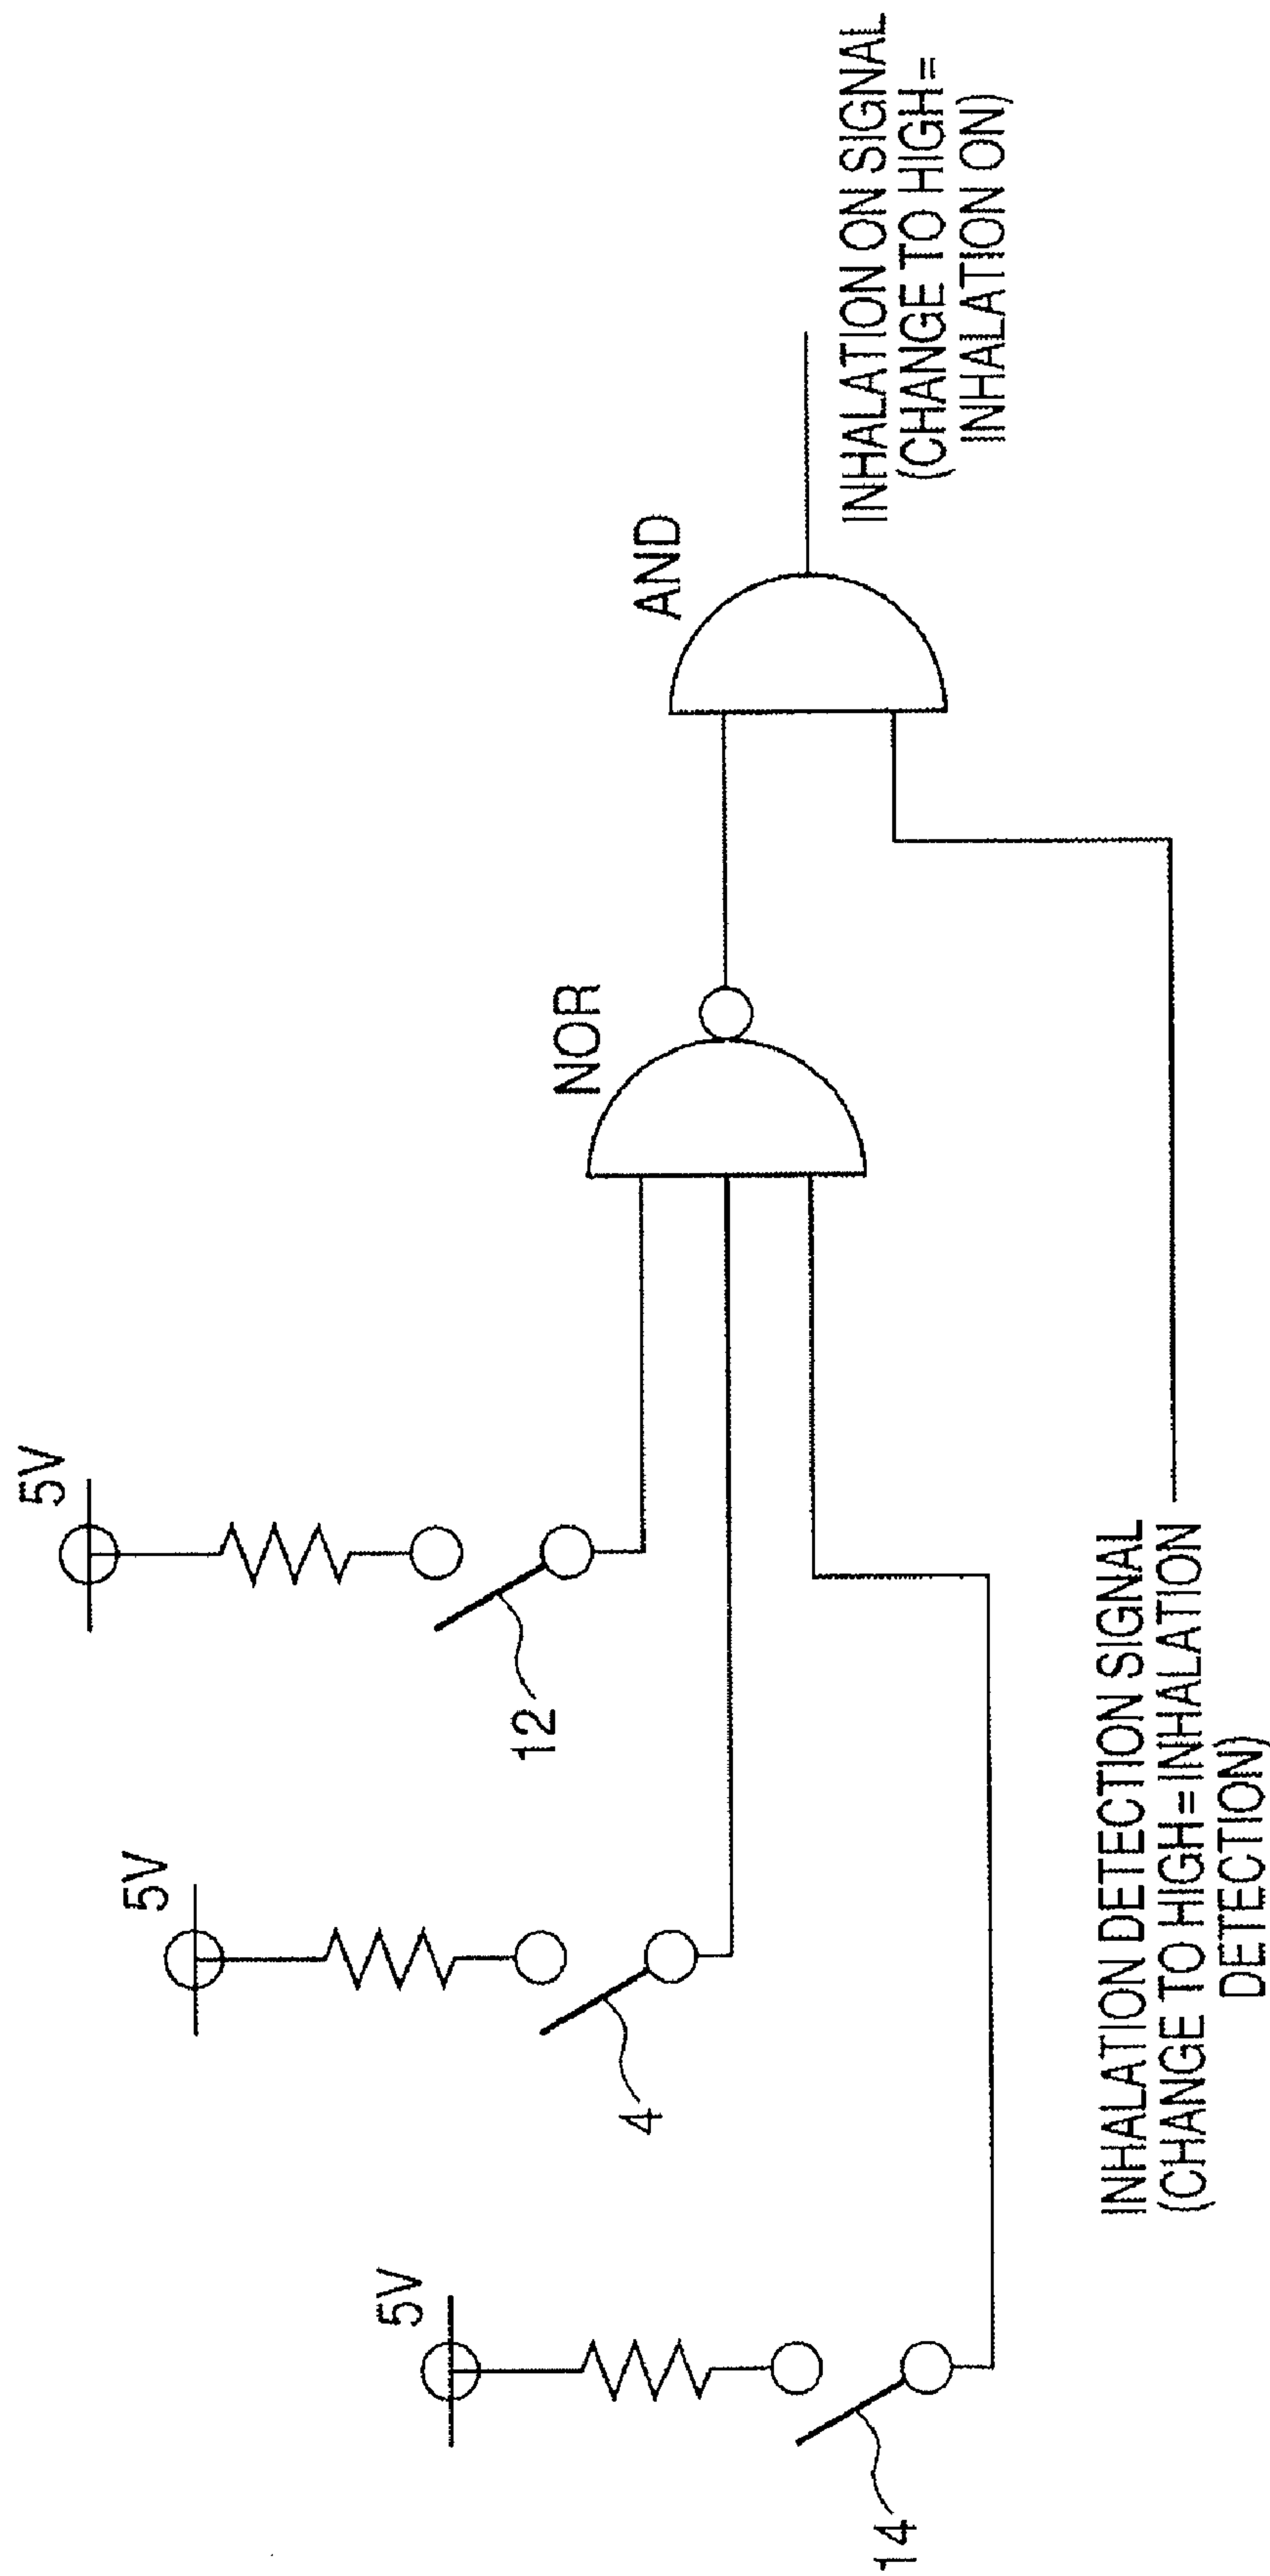 5V
12
5V
4
5V
14
NOR
AND
INHALATION ON SIGNAL
(CHANGE TO HIGH=
INHALATION ON)
INHALATION DETECTION SIGNAL
(CHANGE TO HIGH=INHALATION
DETECTION)